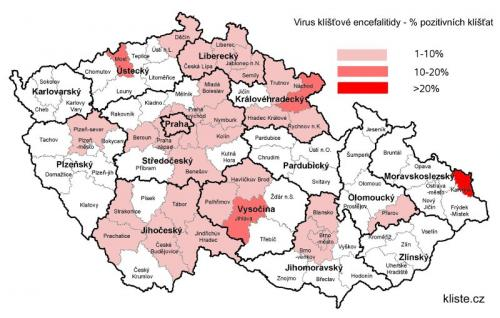 Virus klíšťové encefalitidy - % pozitivních klíšťat
1-10%
10-20%
>20%
Děčín
Ústí n L.
Teplice
Most
Chomutov
Ústecký
Litoměřice
Louny
Liberec
Liberecký
Česká Lípa
Jablonec n N.
Semily
Trutnov
Náchod
Jičín
Královéhradecký
Hradec Králové
Rychnov n K.
Sokolov
Karlovarský
Cheb
Karlovy Vary
Rakovník
Kladno
Mělník
Mladá Boleslav
Praha východ
Praha
Praha západ
Nymburk
Kolín
Beroun
Středočeský
Kutná Hora
Příbram
Benešov
Tachov
Plzeň-sever
Plzeň-město
Rokycany
Plzeňský
Plzeň-jih
Domažlice
Klatovy
Pardubice
Ústí n O.
Chrudim
Pardubický
Svitavy
Jeseník
Šumperk
Bruntál
Opava
Moravskoslezský
Ostrava-město
Karviná
Nový Jičín
Frýdek-Místek
Olomouc
Olomoucký
Prostějov
Přerov
Havlíčkův Brod
Pelhřimov
Vysočina
Žďár n S.
Jihlava
Třebíč
Písek
Tábor
Strakonice
Jihočeský
Prachatice
Jindřichův Hradec
České Budějovice
Český Krumlov
Blansko
Brno-město
Brno-venkov
Vyškov
Jihomoravský
Znojmo
Břeclav
Hodonín
Kroměříž
Zlín
Vsetín
Uherské Hradiště
Zlínský
kliste.cz